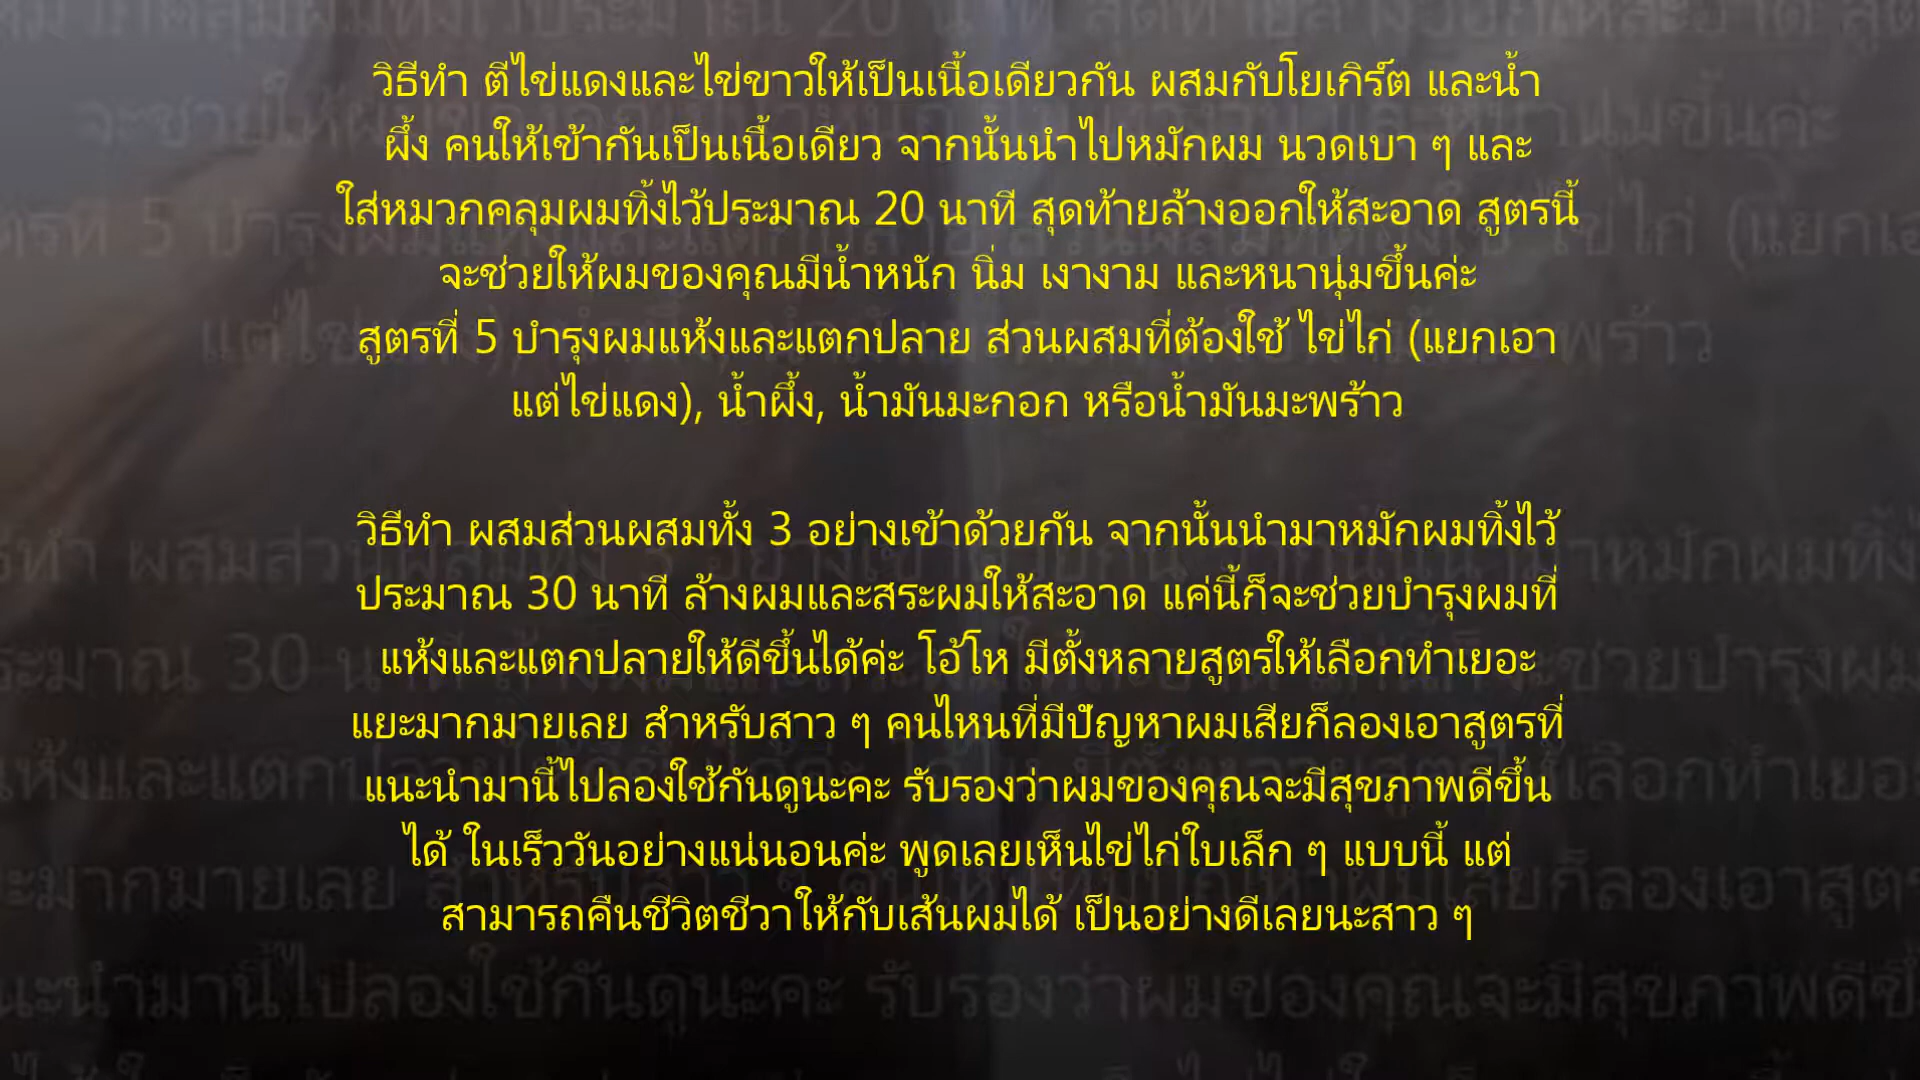 วิธีทำ ตีไข่แดงและไข่ขาวให้เป็นเนื้อเดียวกัน ผสมกับโยเกิร์ต และน้ำ
ผึ้ง คนให้เข้ากันเป็นเนื้อเดียว จากนั้นนำไปหมักผม นวดเบา ๆ และ
ใส่หมวกคลุมผมทิ้งไว้ประมาณ 20 นาที สุดท้ายล้างออกให้สะอาด สูตรนี้
จะช่วยให้ผมของคุณมีน้ำหนัก นิ่ม เงางาม และหนานุ่มขึ้นค่ะ
สูตรที่ 5 บำรุงผมแห้งและแตกปลาย ส่วนผสมที่ต้องใช้ ไข่ไก่ (แยกเอา
แต่ไข่แดง), น้ำผึ้ง, น้ำมันมะกอก หรือน้ำมันมะพร้าว
วิธีทำ ผสมส่วนผสมทั้ง 3 อย่างเข้าด้วยกัน จากนั้นนำมาหมักผมทิ้งไว้
ประมาณ 30 นาที ล้างผมและสระผมให้สะอาด แค่นี้ก็จะช่วยบำรุงผมที่
แห้งและแตกปลายให้ดีขึ้นได้ค่ะ โอ้โห มีตั้งหลายสูตรให้เลือกทำเยอะ
แยะมากมายเลย สำหรับสาว ๆ คนไหนที่มีปัญหาผมเสียก็ลองเอาสูตรที่
แนะนำมานี้ไปลองใช้กันดูนะคะ รับรองว่าผมของคุณจะมีสุขภาพดีขึ้น
ได้ ในเร็ววันอย่างแน่นอนค่ะ พูดเลยเห็นไข่ไก่ใบเล็ก ๆ แบบนี้ แต่
สามารถคืนชีวิตชีวาให้กับเส้นผมได้ เป็นอย่างดีเลยนะสาว ๆ